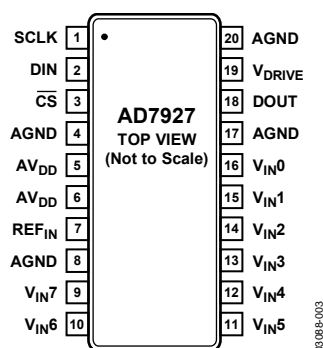 SCLK 1 20 AGND
DIN 2 19 VDRIVE
CS 3 18 DOUT
AGND 4 17 AGND
AVDD 5 16 VIN0
AVDD 6 15 VIN1
REFIN 7 14 VIN2
AGND 8 13 VIN3
VIN7 9 12 VIN4
VIN6 10 11 VIN5
AD7927
TOP VIEW
(Not to Scale)
03088-003